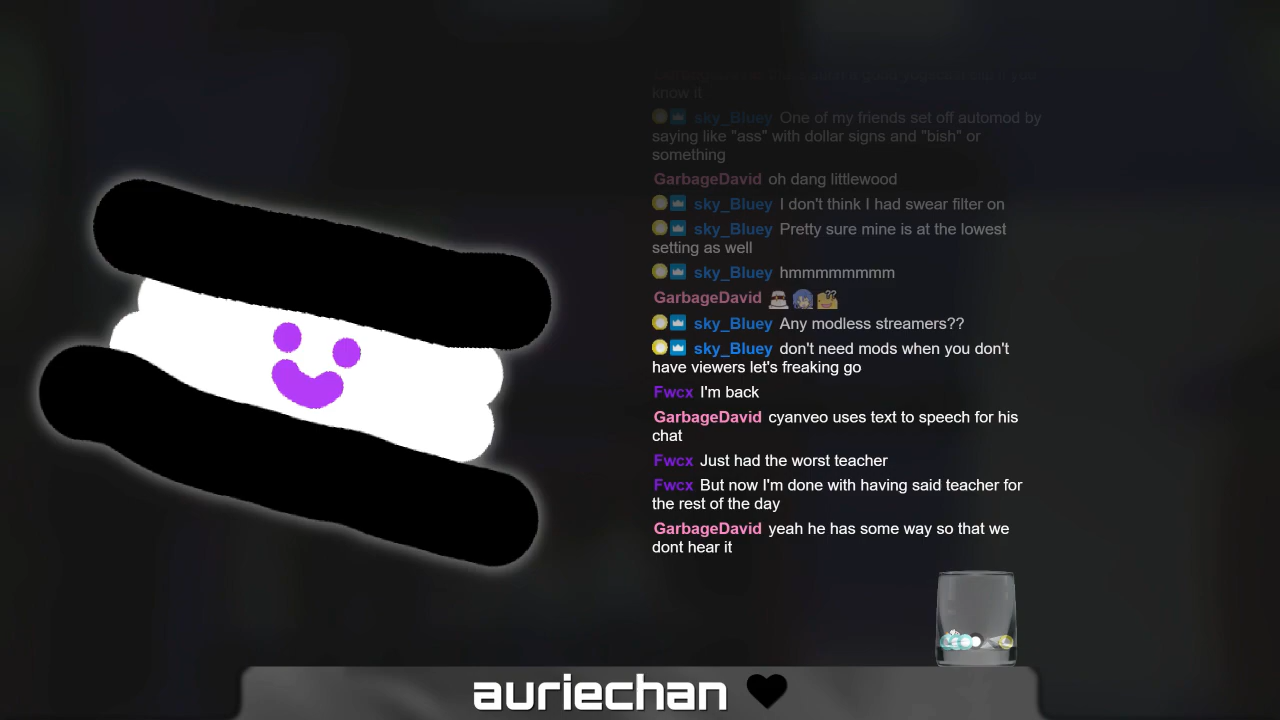 know it
sky_Bluey One of my friends set off automod by
saying like "ass" with dollar signs and "bish" or
something
GarbageDavid oh dang littlewood
sky_Bluey I don't think I had swear filter on
sky_Bluey Pretty sure mine is at the lowest
setting as well
sky_Bluey hmmmmmmmm
GarbageDavid
sky_Bluey Any modless streamers??
sky_Bluey don't need mods when you don't
have viewers let's freaking go
Fwcx I'm back
GarbageDavid cyanveo uses text to speech for his
chat
Fwcx Just had the worst teacher
Fwcx But now I'm done with having said teacher for
the rest of the day
GarbageDavid yeah he has some way so that we
dont hear it
auriechan